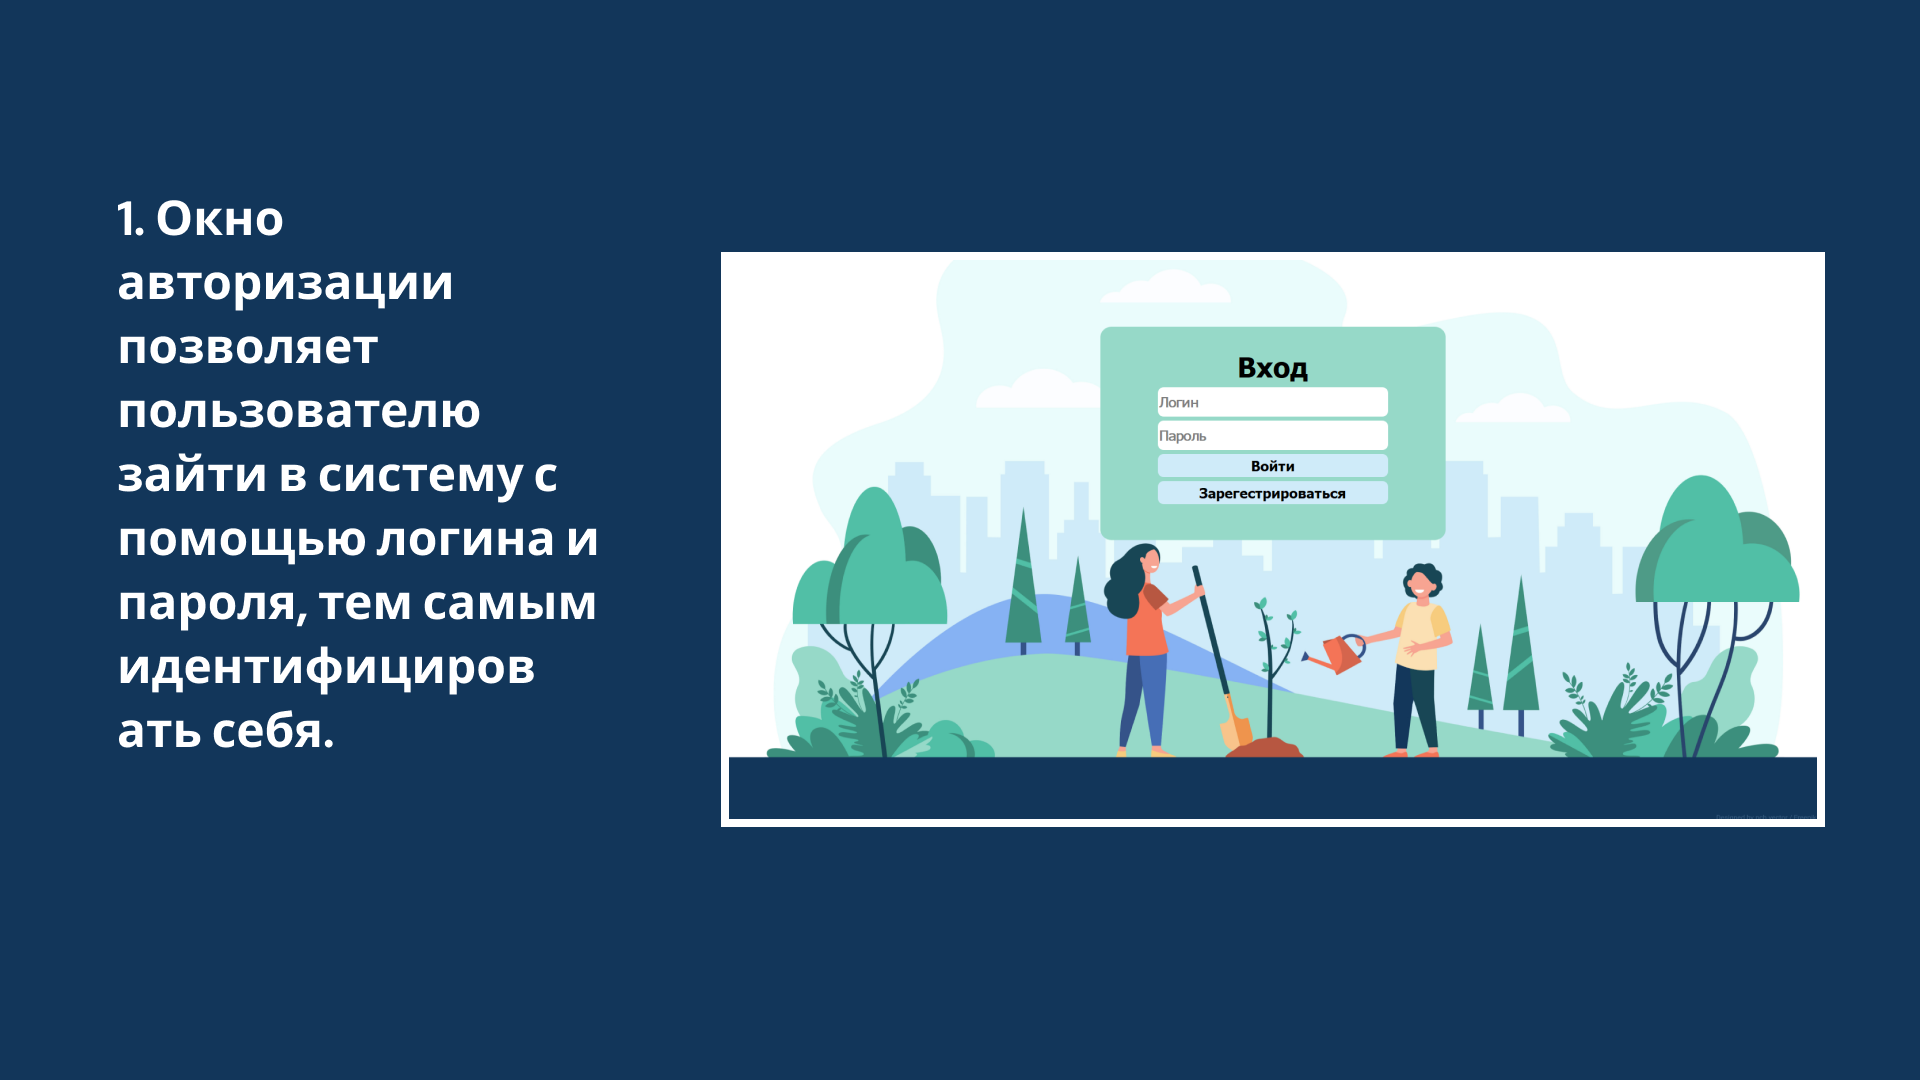 1. Окно
авторизации
позволяет
пользователю
зайти в систему с
помощью логина и
пароля, тем самым
идентифициров
ать себя.
Вход
Логин
Пароль
Войти
Зарегестрироваться